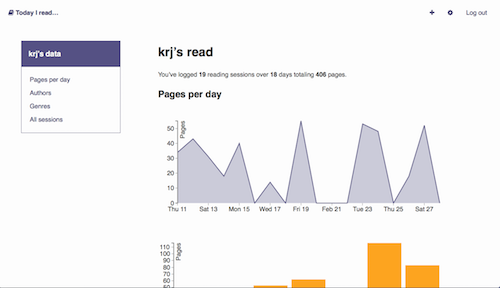 Today I read...
Log out
krj's data
Pages per day
Authors
Genres
All sessions
krj's read
You've logged 19 reading sessions over 18 days totaling 406 pages.
Pages per day
Pages
50
40
30
20
10
0
Thu 11 Sat 13 Mon 15 Wed 17 Fri 19 Feb 21 Tue 23 Thu 25 Sat 27
Pages
110
100
90
80
70
60
50